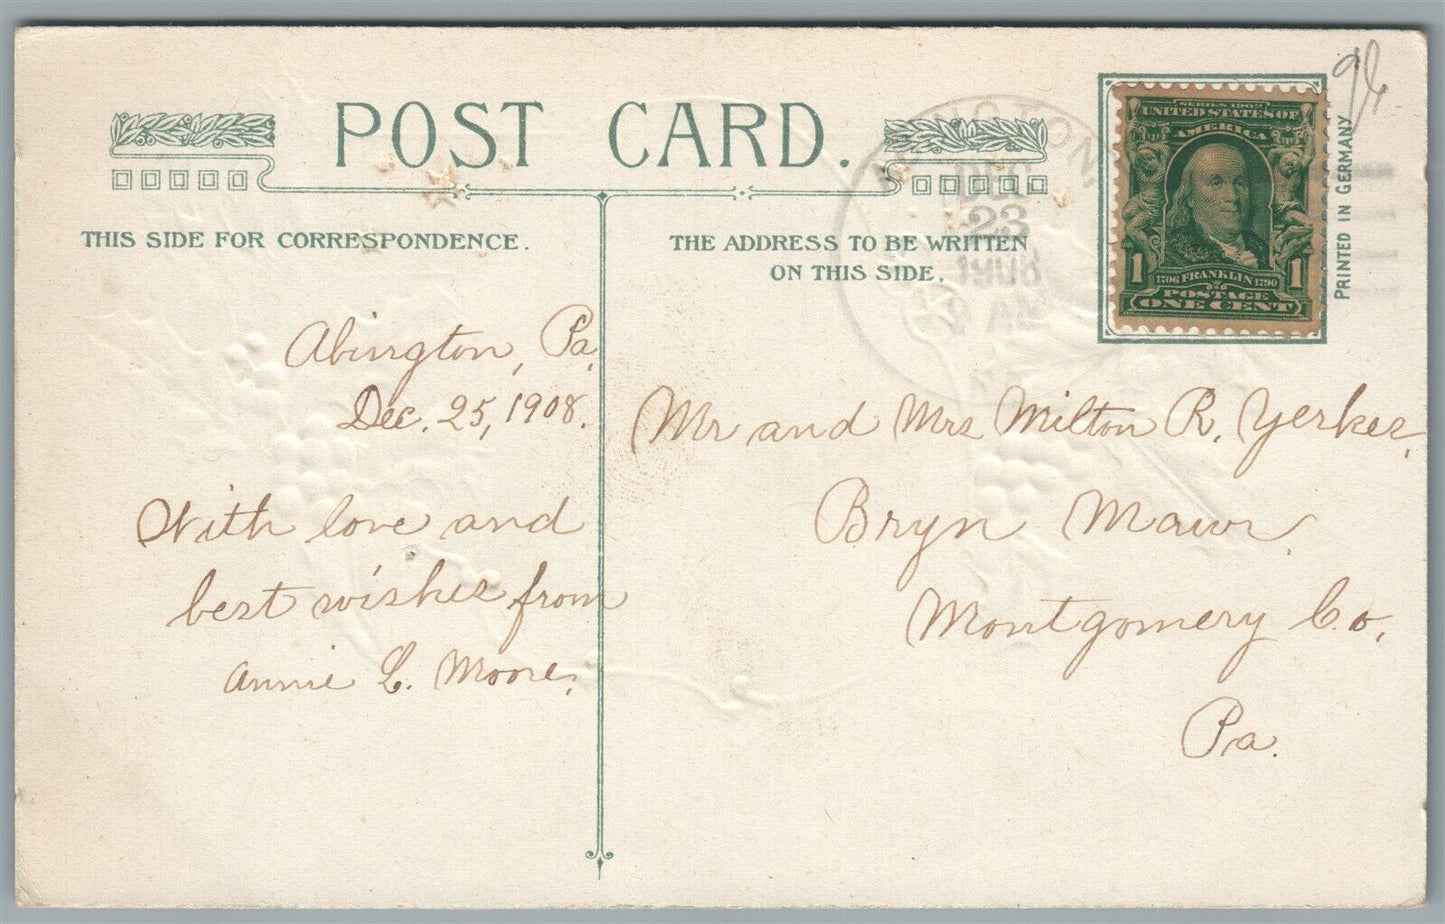 POST CARD.
THIS SIDE FOR CORRESPONDENCE.
THE ADDRESS TO BE WRITTEN
ON THIS SIDE.
DEC
23
1908
AM
SERIES 1902
UNITED STATES OF
AMERICA
1 1
1706 FRANKLIN 1790
POSTAGE
ONE CENT
PRINTED IN GERMANY
Abington, Pa.
Dec. 25, 1908.
With love and
best wishes from
Annie L. Moore.
Mr and Mrs Milton R. Yerkes,
Bryn Mawr
Montgomery Co.
Pa.